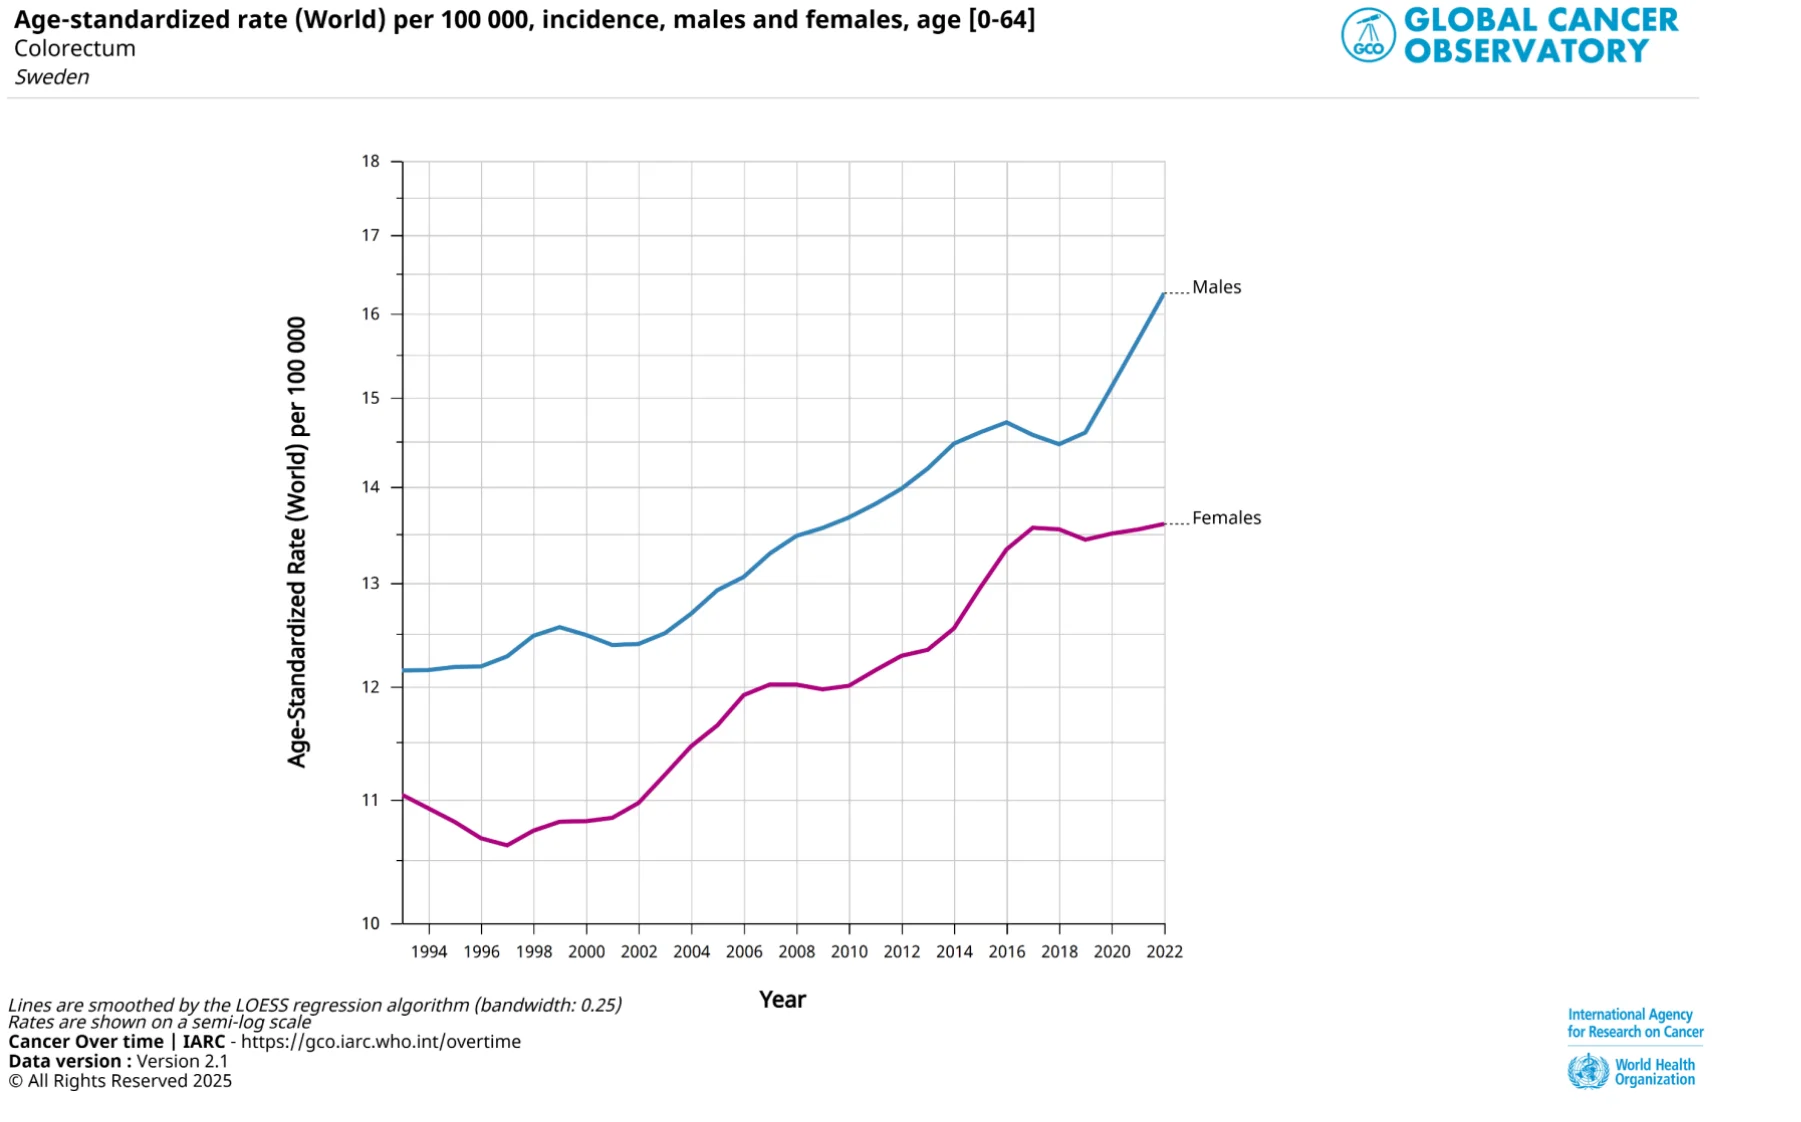 Age-standardized rate (World) per 100 000, incidence, males and females, age [0-64]
Colorectum
Sweden
GCO
GLOBAL CANCER
OBSERVATORY
18
17
16
15
14
13
12
11
10
Age-Standardized Rate (World) per 100 000
Males
Females
1994 1996 1998 2000 2002 2004 2006 2008 2010 2012 2014 2016 2018 2020 2022
Year
Lines are smoothed by the LOESS regression algorithm (bandwidth: 0.25)
Rates are shown on a semi-log scale
Cancer Over time | IARC - https://gco.iarc.who.int/overtime
Data version : Version 2.1
© All Rights Reserved 2025
International Agency
for Research on Cancer
World Health
Organization